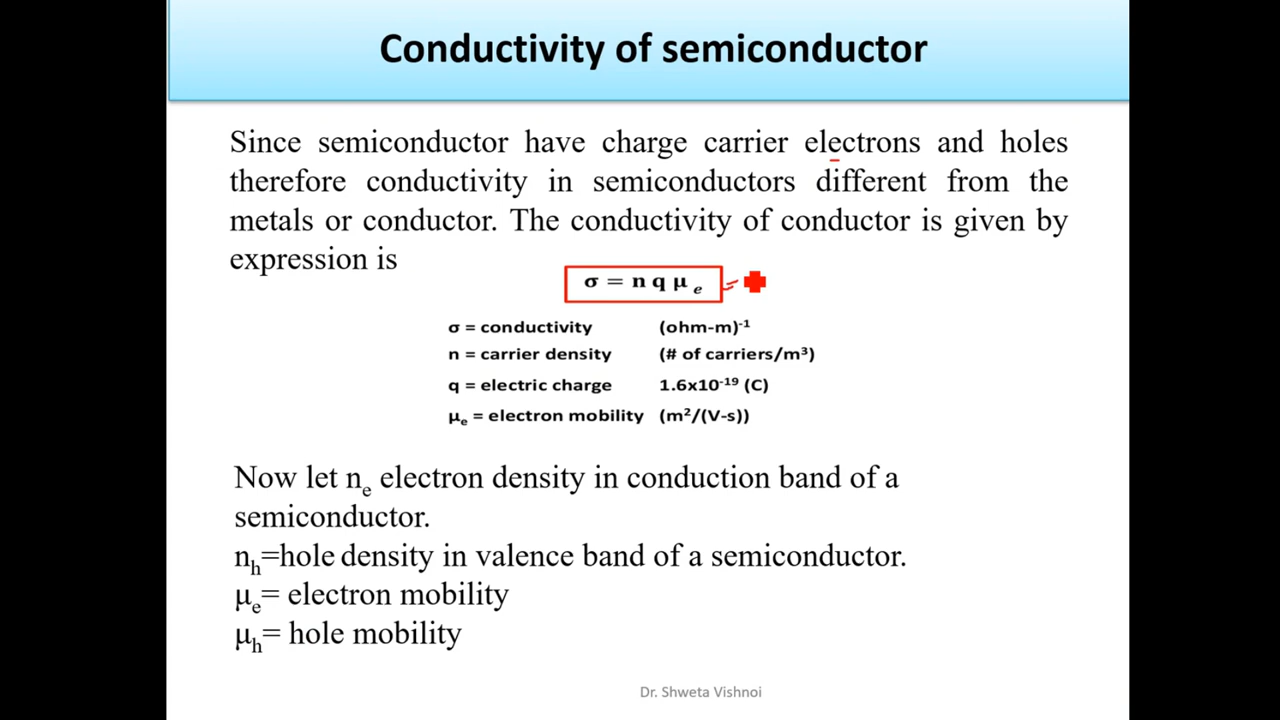 Conductivity of semiconductor
Since semiconductor have charge carrier electrons and holes
therefore conductivity in semiconductors different from the
metals or conductor. The conductivity of conductor is given by
expression is
σ = n q μ e
σ = conductivity (ohm-m)⁻¹
n = carrier density (# of carriers/m³)
q = electric charge 1.6x10⁻¹⁹ (C)
μₑ = electron mobility (m²/(V-s))
Now let nₑ electron density in conduction band of a
semiconductor.
nₕ=hole density in valence band of a semiconductor.
μₑ= electron mobility
μₕ= hole mobility
Dr. Shweta Vishnoi